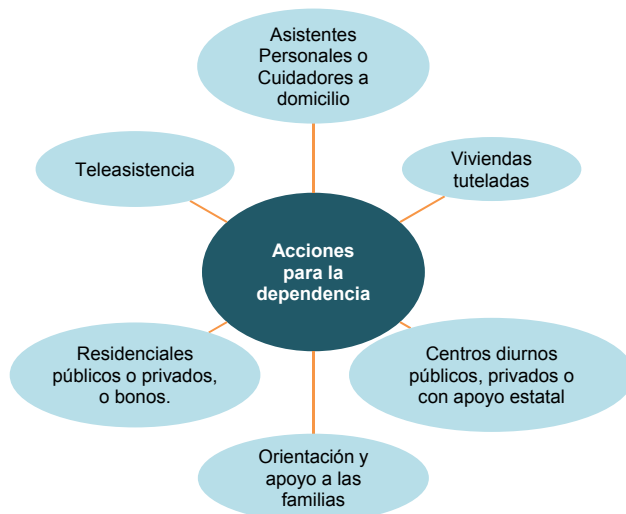 Asistentes
Personales o
Cuidadores a
domicilio
Teleasistencia
Viviendas
tuteladas
Acciones
para la
dependencia
Residenciales
públicos o privados,
o bonos.
Centros diurnos
públicos, privados o
con apoyo estatal
Orientación y
apoyo a las
familias